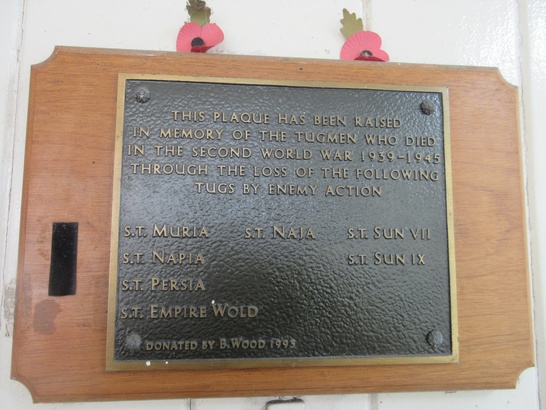 THIS PLAQUE HAS BEEN RAISED
IN MEMORY OF THE TUGMEN WHO DIED
IN THE SECOND WORLD WAR 1939-1945
THROUGH THE LOSS OF THE FOLLOWING
TUGS BY ENEMY ACTION
S.T. MURIA S.T. NAJA S.T. SUN VII
S.T. NAPIA S.T. SUN IX
S.T. PERSIA
S.T. EMPIRE WOLD
DONATED BY B. WOOD 1993